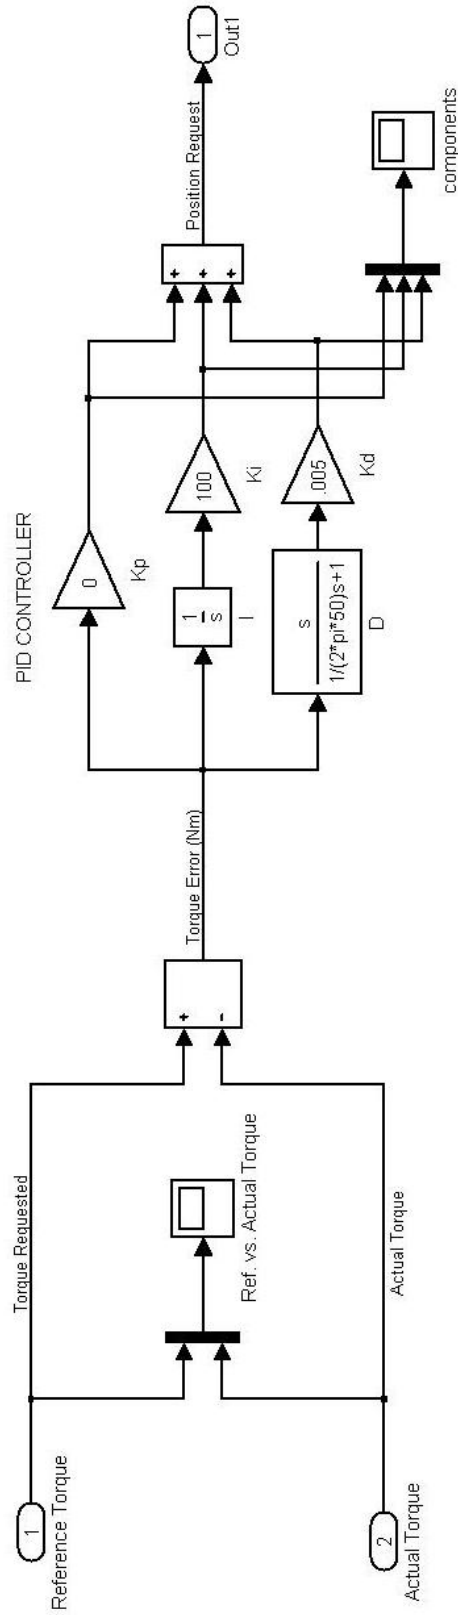 PID CONTROLLER
1
Reference Torque
Torque Requested
Ref. vs. Actual Torque
2
Actual Torque
Actual Torque
+
-
Torque Error (Nm)
0
Kp
1
s
I
100
Ki
s
1/(2*pi*50)s+1
D
.005
Kd
+
+
+
Position Request
1
Out1
components